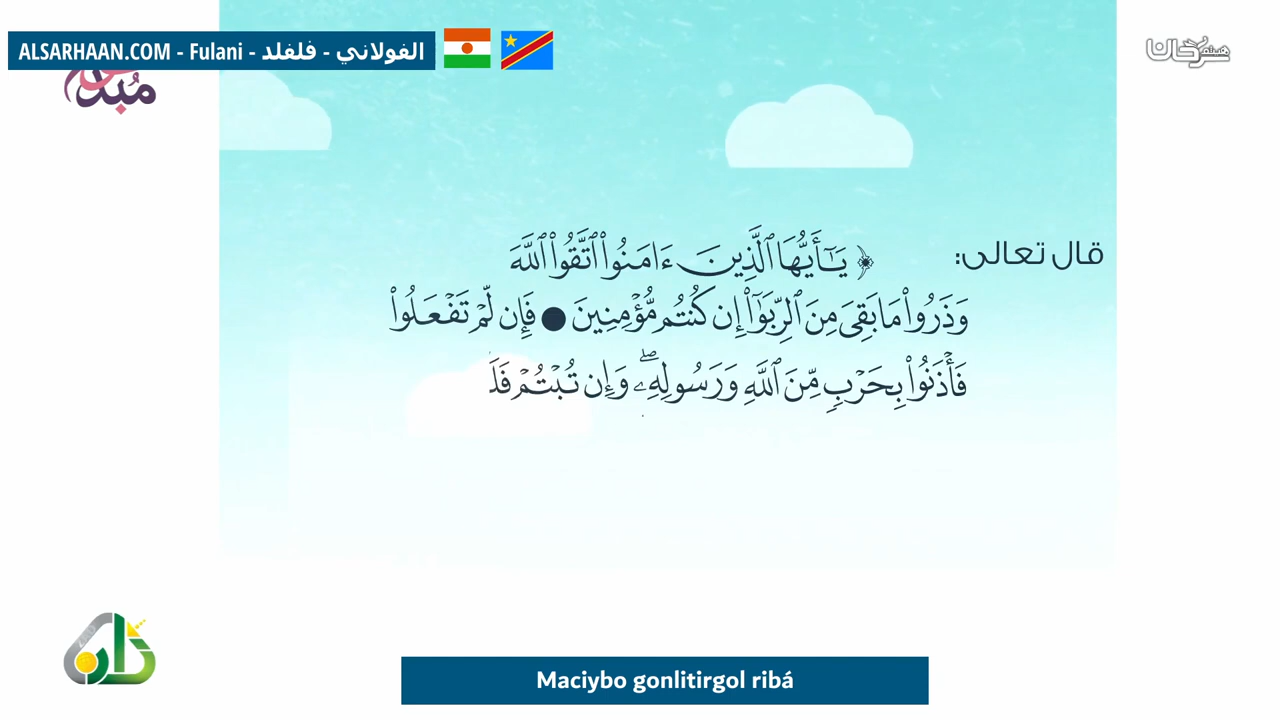 ALSARHAAN.COM - Fulani - الفولاني - فلفلد
قال تعالى:
﴿ يَٰٓأَيُّهَا ٱلَّذِينَ ءَامَنُوا۟ ٱتَّقُوا۟ ٱللَّهَ
وَذَرُوا۟ مَا بَقِىَ مِنَ ٱلرِّبَوٰٓا۟ إِن كُنتُم مُّؤْمِنِينَ ● فَإِن لَّمْ تَفْعَلُوا۟
فَأْذَنُوا۟ بِحَرْبٍ مِّنَ ٱللَّهِ وَرَسُولِهِۦ ۖ وَإِن تُبْتُمْ فَلَ
Maciybo gonlitirgol ribá